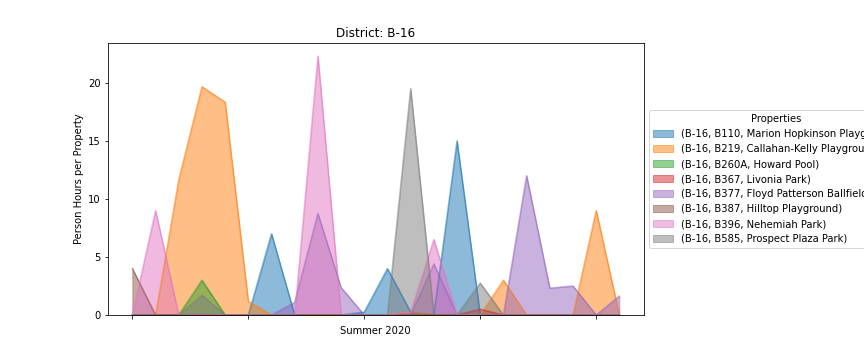 District: B-16
Person Hours per Property
20
15
10
5
0
Summer 2020
Properties
(B-16, B110, Marion Hopkinson Playg
(B-16, B219, Callahan-Kelly Playgrou
(B-16, B260A, Howard Pool)
(B-16, B367, Livonia Park)
(B-16, B377, Floyd Patterson Ballfield
(B-16, B387, Hilltop Playground)
(B-16, B396, Nehemiah Park)
(B-16, B585, Prospect Plaza Park)